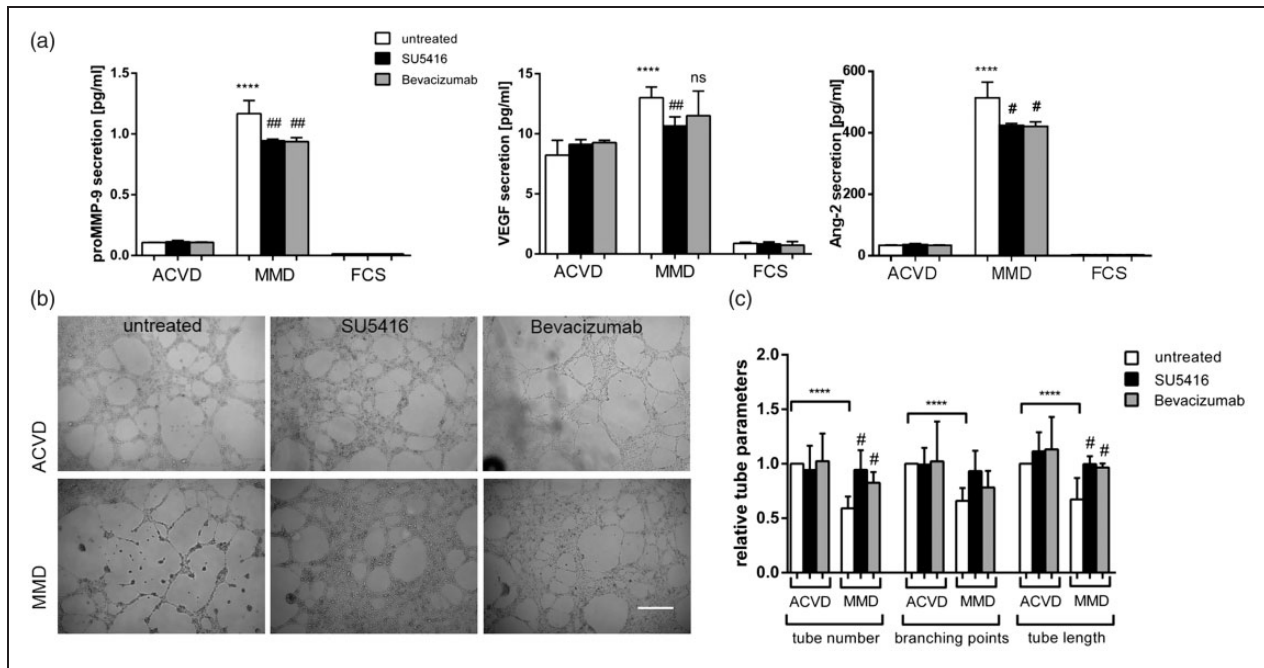 (a)
untreated
SU5416
Bevacizumab
proMMP-9 secretion [pg/ml]
1.5
1.0
0.5
0.0
****
##
##
ACVD
MMD
FCS
VEGF secretion [pg/ml]
15
10
5
0
****
##
ns
ACVD
MMD
FCS
Ang-2 secretion [pg/ml]
600
400
200
0
****
#
#
ACVD
MMD
FCS
(b)
untreated
SU5416
Bevacizumab
ACVD
MMD
(c)
relative tube parameters
2.0
1.5
1.0
0.5
0.0
****
#
#
****
****
#
#
untreated
SU5416
Bevacizumab
ACVD MMD ACVD MMD ACVD MMD
tube number branching points tube length